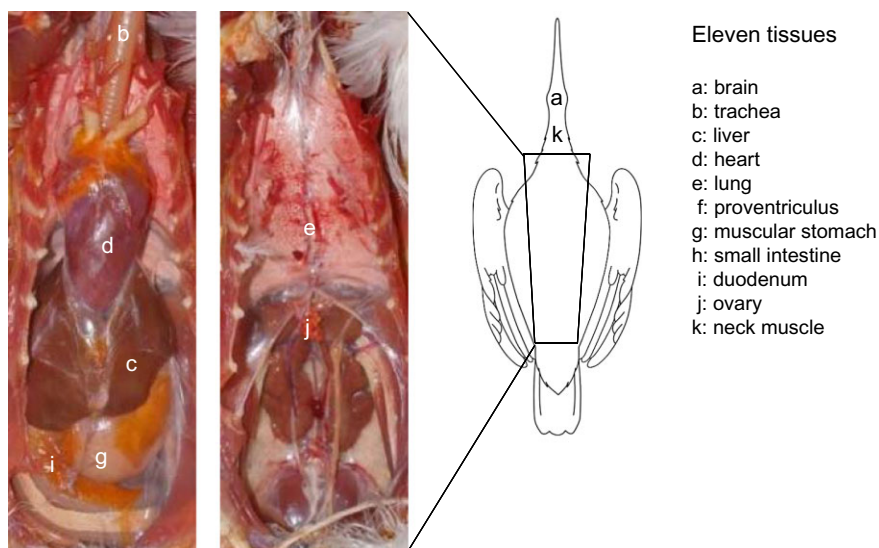 b
d
c
i
g
e
j
a
k
Eleven tissues
a: brain
b: trachea
c: liver
d: heart
e: lung
f: proventriculus
g: muscular stomach
h: small intestine
i: duodenum
j: ovary
k: neck muscle